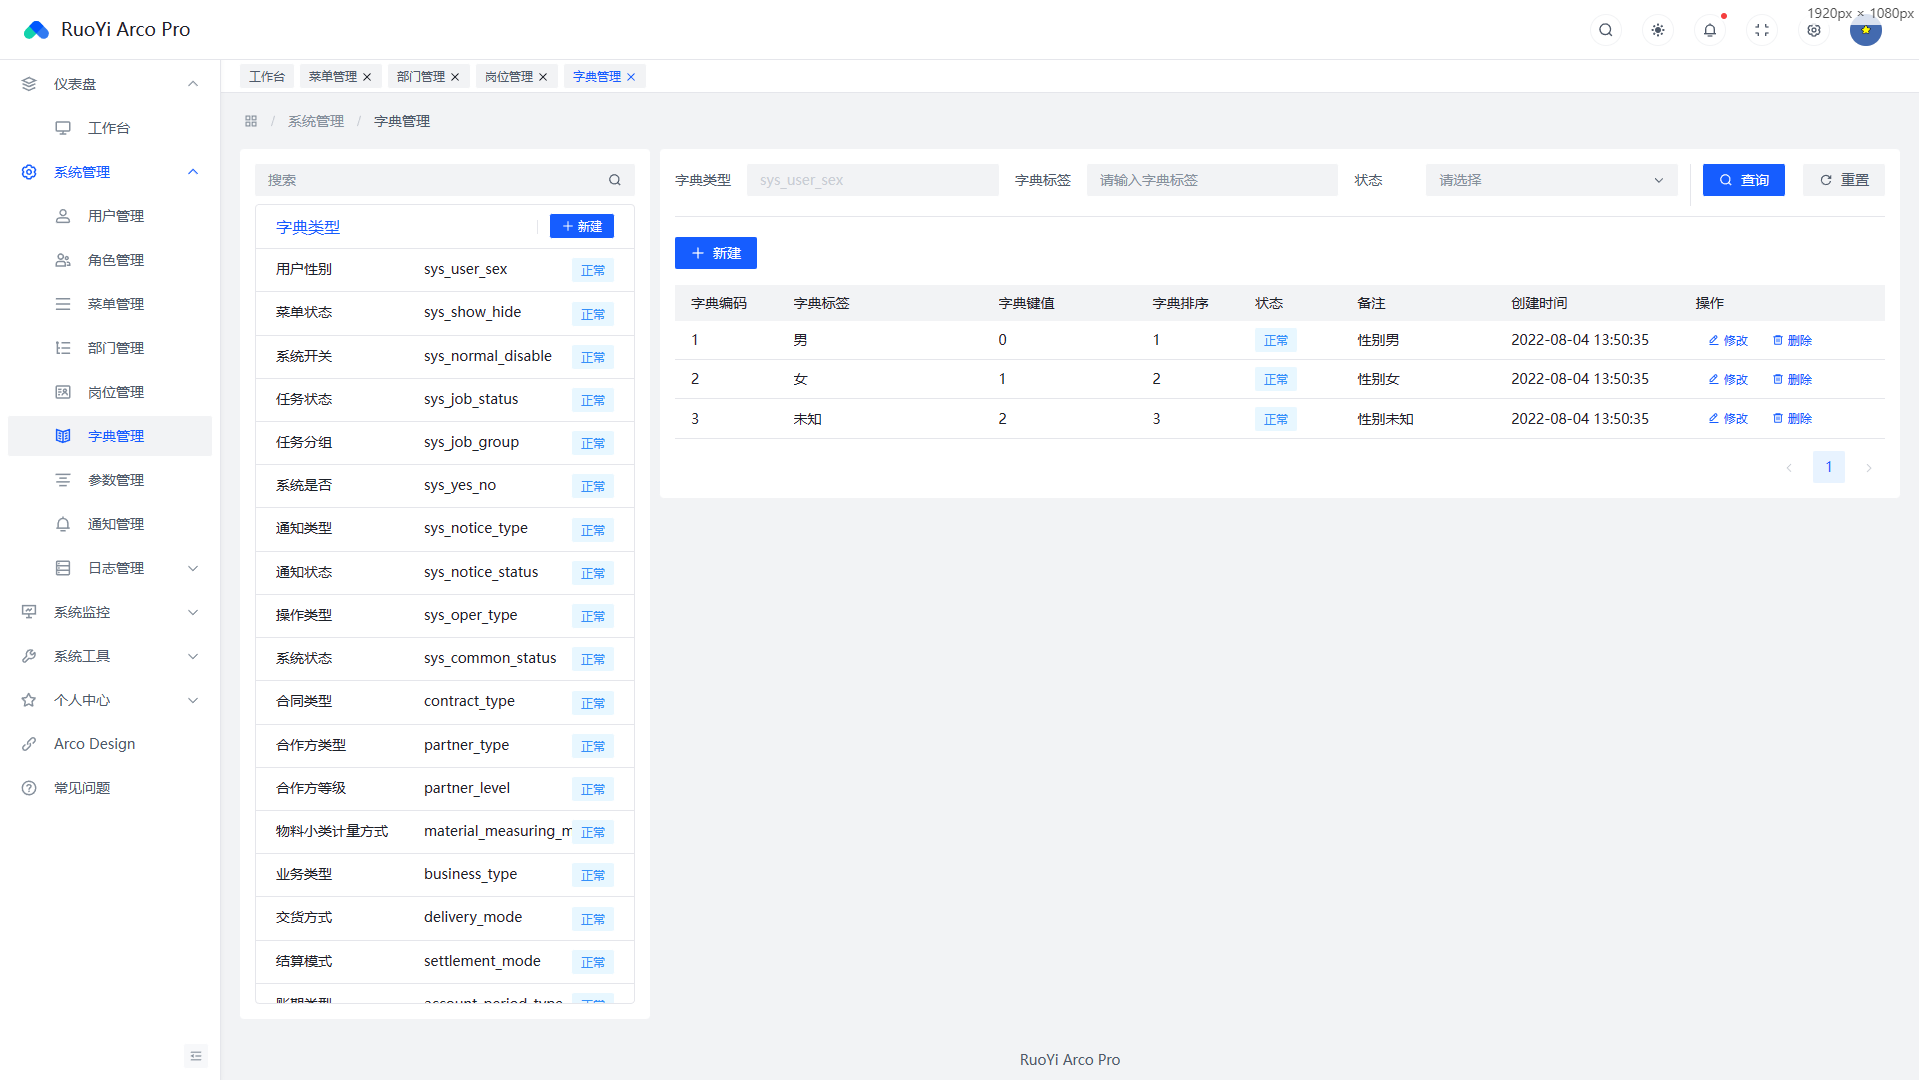 RuoYi Arco Pro
1920px × 1080px
仪表盘
工作台
系统管理
用户管理
角色管理
菜单管理
部门管理
岗位管理
字典管理
参数管理
通知管理
日志管理
系统监控
系统工具
个人中心
Arco Design
常见问题
工作台 菜单管理 部门管理 岗位管理 字典管理
/ 系统管理 / 字典管理
搜索
字典类型 新建
用户性别 sys_user_sex 正常
菜单状态 sys_show_hide 正常
系统开关 sys_normal_disable 正常
任务状态 sys_job_status 正常
任务分组 sys_job_group 正常
系统是否 sys_yes_no 正常
通知类型 sys_notice_type 正常
通知状态 sys_notice_status 正常
操作类型 sys_oper_type 正常
系统状态 sys_common_status 正常
合同类型 contract_type 正常
合作方类型 partner_type 正常
合作方等级 partner_level 正常
物料小类计量方式 material_measuring_m 正常
业务类型 business_type 正常
交货方式 delivery_mode 正常
结算模式 settlement_mode 正常
账期类型 account_period_type 正常
字典类型 sys_user_sex 字典标签 请输入字典标签 状态 请选择 查询 重置
新建
字典编码 字典标签 字典键值 字典排序 状态 备注 创建时间 操作
1 男 0 1 正常 性别男 2022-08-04 13:50:35 修改 删除
2 女 1 2 正常 性别女 2022-08-04 13:50:35 修改 删除
3 未知 2 3 正常 性别未知 2022-08-04 13:50:35 修改 删除
1
RuoYi Arco Pro